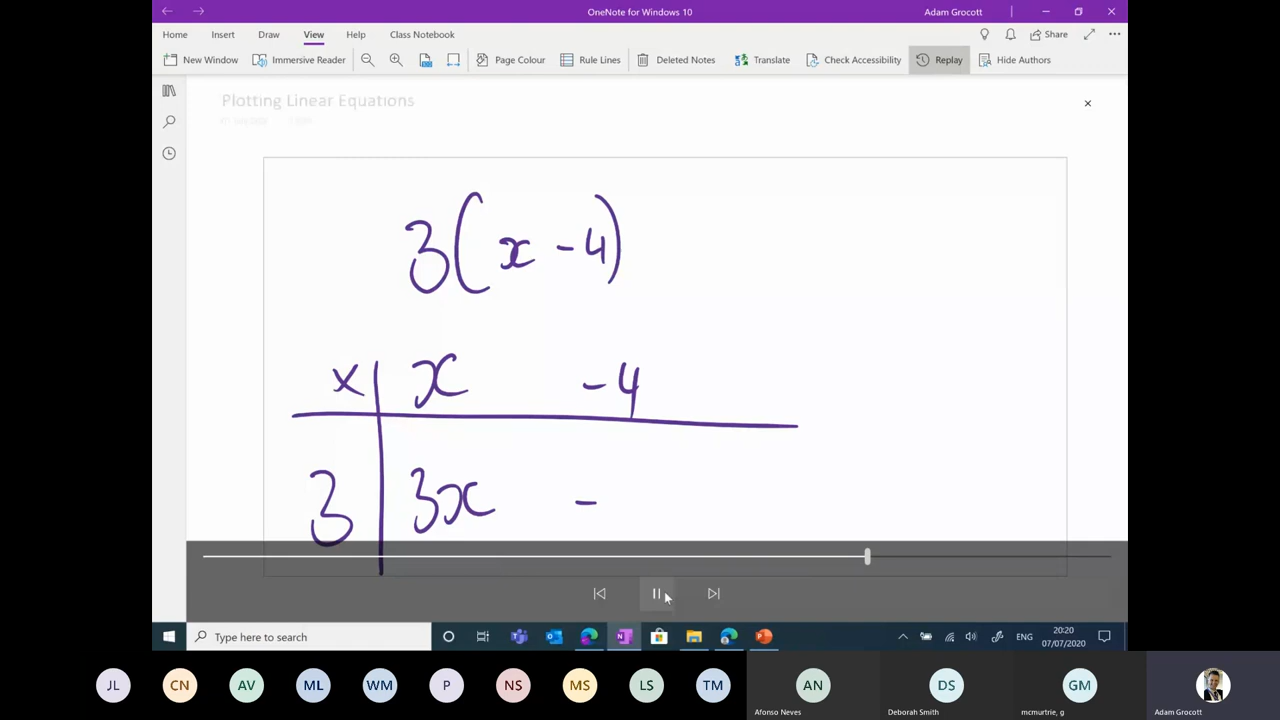 OneNote for Windows 10
Adam Grocott
Home Insert Draw View Help Class Notebook
Share
New Window Immersive Reader Page Colour Rule Lines Deleted Notes Translate Check Accessibility Replay Hide Authors
Plotting Linear Equations
3(x -4)
x x -4
3 3x -
Type here to search
ENG
20:20
07/07/2020
JL CN AV ML WM P NS MS LS TM AN DS GM
Afonso Neves Deborah Smith mcmurtrie, g Adam Grocott